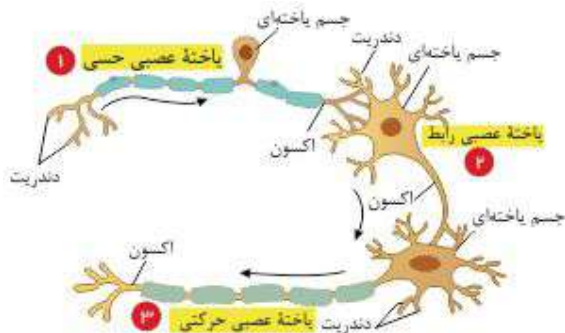 جسم یاخته‌ای
یاختهٔ عصبی حسی
۱
دندریت
جسم یاخته‌ای
اکسون
یاختهٔ عصبی رابط
۲
دندریت
اکسون
جسم یاخته‌ای
اکسون
یاختهٔ عصبی حرکتی
۳
دندریت